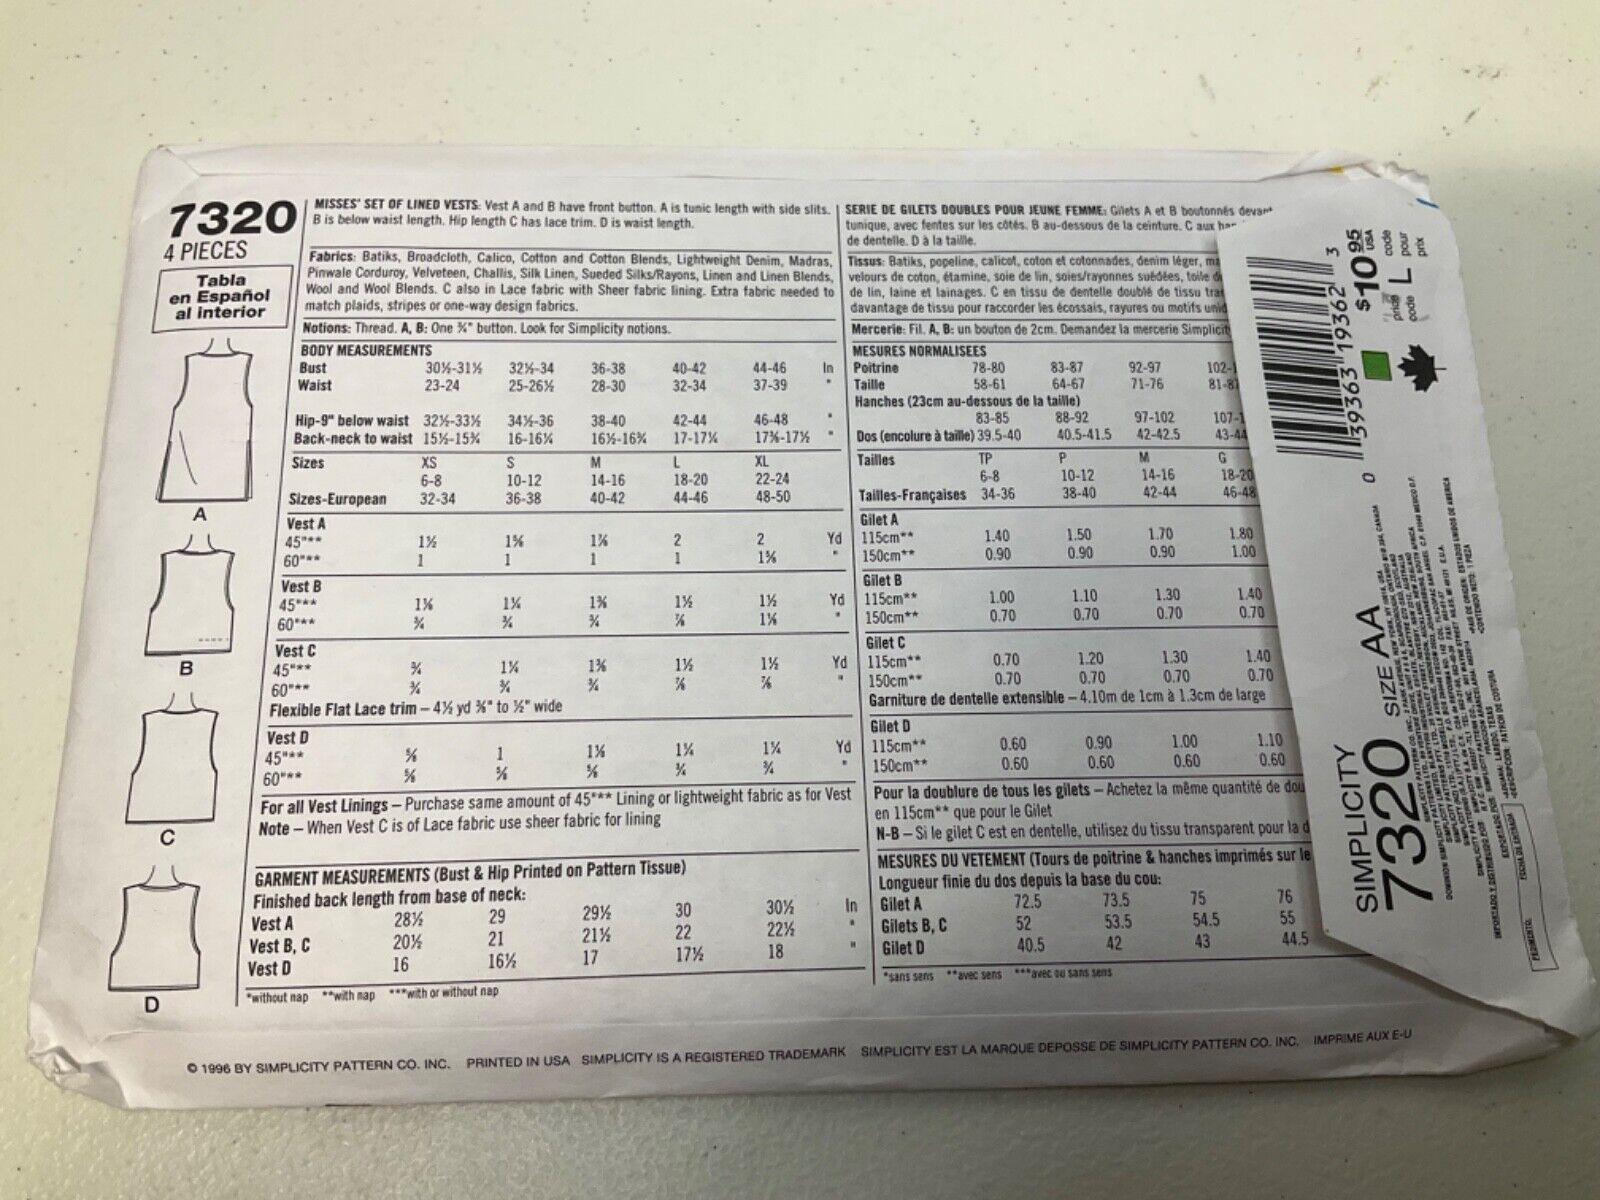 7320
4 PIECES
Tabla
en Español
al interior
A
B
C
D
MISSES' SET OF LINED VESTS: Vest A and B have front button. A is tunic length with side slits.
B is below waist length. Hip length C has lace trim. D is waist length.
Fabrics: Batiks, Broadcloth, Calico, Cotton and Cotton Blends, Lightweight Denim, Madras,
Pinwale Corduroy, Velveteen, Challis, Silk Linen, Sueded Silks/Rayons, Linen and Linen Blends,
Wool and Wool Blends. C also in Lace fabric with Sheer fabric lining. Extra fabric needed to
match plaids, stripes or one-way design fabrics.
Notions: Thread. A, B: One ¾" button. Look for Simplicity notions.
BODY MEASUREMENTS
Bust 30½-31½ 32½-34 36-38 40-42 44-46 In
Waist 23-24 25-26½ 28-30 32-34 37-39 "
Hip-9" below waist 32½-33½ 34½-36 38-40 42-44 46-48 "
Back-neck to waist 15½-15¾ 16-16¼ 16½-16¾ 17-17¼ 17⅜-17½ "
Sizes XS S M L XL
6-8 10-12 14-16 18-20 22-24
Sizes-European 32-34 36-38 40-42 44-46 48-50
Vest A
45"** 1½ 1⅝ 1⅞ 2 2 Yd
60"** 1 1 1 1 1⅝ "
Vest B
45"*** 1⅛ 1¼ 1⅜ 1½ 1½ Yd
60"*** ¾ ¾ ¾ ⅞ 1⅛ "
Vest C
45"** ¾ 1¼ 1⅜ 1½ 1½ Yd
60"** ¾ ¾ ¾ ⅞ ⅞ "
Flexible Flat Lace trim – 4½ yd ⅜" to ½" wide
Vest D
45"** ⅝ 1 1⅛ 1¼ 1¼ Yd
60"*** ⅝ ⅝ ⅝ ¾ ¾ "
For all Vest Linings – Purchase same amount of 45"** Lining or lightweight fabric as for Vest
Note – When Vest C is of Lace fabric use sheer fabric for lining
GARMENT MEASUREMENTS (Bust & Hip Printed on Pattern Tissue)
Finished back length from base of neck:
Vest A 28½ 29 29½ 30 30½ In
Vest B, C 20½ 21 21½ 22 22½ "
Vest D 16 16½ 17 17½ 18 "
*without nap **with nap ***with or without nap
SERIE DE GILETS DOUBLES POUR JEUNE FEMME: Gilets A et B boutonnés devant
tunique, avec fentes sur les côtés. B au-dessous de la ceinture. C aux
de dentelle. D à la taille.
Tissus: Batiks, popeline, calicot, coton et cotonnades, denim léger,
velours de coton, étamine, soie de lin, soies/rayonnes suédées, toile
de lin, laine et lainages. C en tissu de dentelle doublé de tissu
davantage de tissu pour raccorder les écossais, rayures ou motifs
Mercerie: Fil. A, B: un bouton de 2cm. Demandez la mercerie Simplicit
MESURES NORMALISEES
Poitrine 78-80 83-87 92-97 102-
Taille 58-61 64-67 71-76 81-8
Hanches (23cm au-dessous de la taille)
83-85 88-92 97-102 107-
Dos (encolure à taille) 39.5-40 40.5-41.5 42-42.5 43-44
Tailles TP P M G
6-8 10-12 14-16 18-20
Tailles-Françaises 34-36 38-40 42-44 46-48
Gilet A
115cm** 1.40 1.50 1.70 1.80
150cm** 0.90 0.90 0.90 1.00
Gilet B
115cm** 1.00 1.10 1.30 1.40
150cm** 0.70 0.70 0.70 0.70
Gilet C
115cm** 0.70 1.20 1.30 1.40
150cm** 0.70 0.70 0.70 0.70
Garniture de dentelle extensible – 4.10m de 1cm à 1.3cm de large
Gilet D
115cm** 0.60 0.90 1.00 1.10
150cm** 0.60 0.60 0.60 0.60
Pour la doublure de tous les gilets – Achetez la même quantité de dou
en 115cm** que pour le Gilet
N-B – Si le gilet C est en dentelle, utilisez du tissu transparent pour la d
MESURES DU VETEMENT (Tours de poitrine & hanches imprimés sur le
Longueur finie du dos depuis la base du cou:
Gilet A 72.5 73.5 75 76
Gilets B, C 52 53.5 54.5 55
Gilet D 40.5 42 43 44.5
*sans sens **avec sens ***avec ou sans sens
0 39363 19362 3
$10.95
USA
price code
L
code pour prix
SIMPLICITY
7320 SIZE AA
PEDIMENTO:
FECHA DE ENTRADA
© 1996 BY SIMPLICITY PATTERN CO. INC. PRINTED IN USA SIMPLICITY IS A REGISTERED TRADEMARK SIMPLICITY EST LA MARQUE DEPOSSE DE SIMPLICITY PATTERN CO. INC. IMPRIME AUX E-U